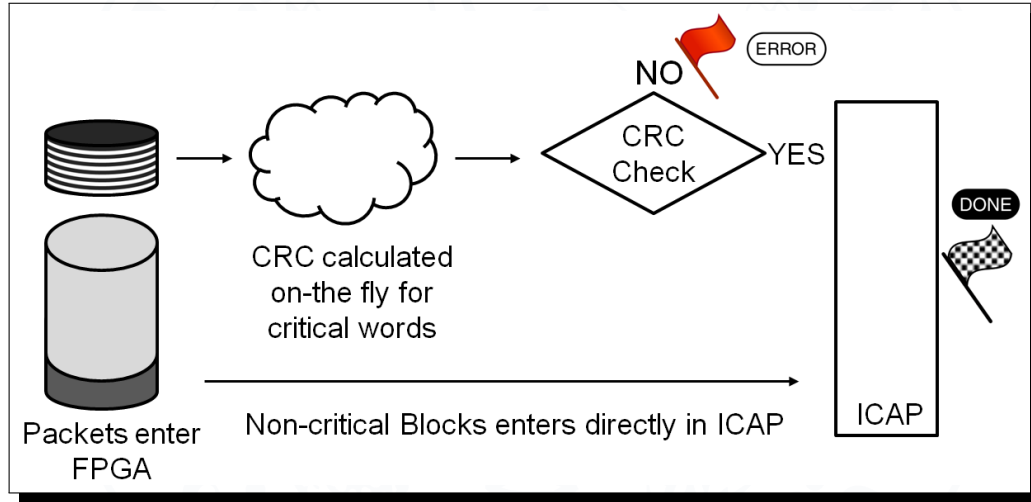 ERROR
NO
CRC
Check
YES
DONE
CRC calculated
on-the fly for
critical words
Packets enter
FPGA
Non-critical Blocks enters directly in ICAP
ICAP